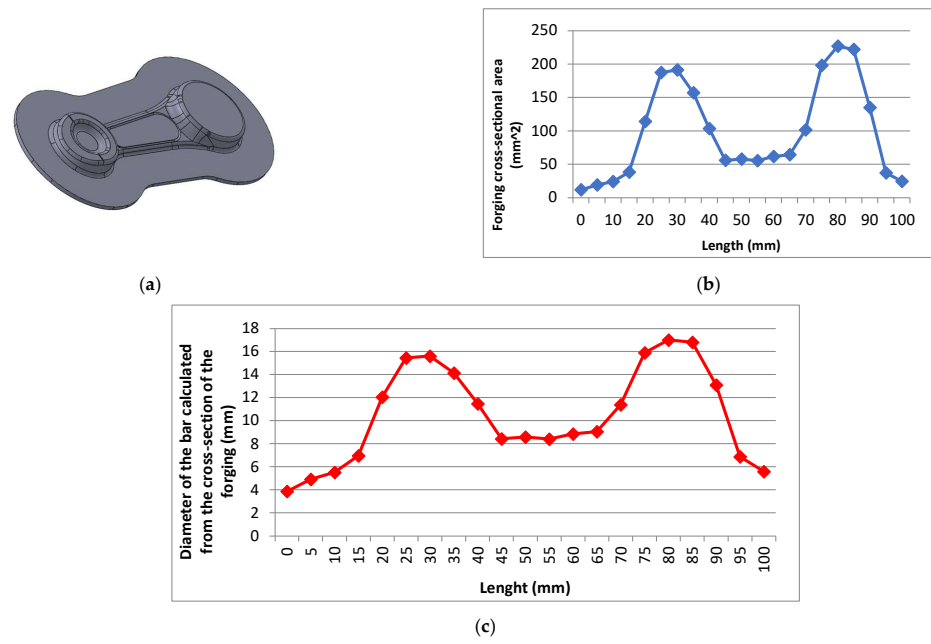 Forging cross-sectional area
(mm^2)
250
200
150
100
50
0
0 10 20 30 40 50 60 70 80 90 100
Length (mm)
(a)
(b)
Diameter of the bar calculated
from the cross-section of the
forging (mm)
18
16
14
12
10
8
6
4
2
0
0 5 10 15 20 25 30 35 40 45 50 55 60 65 70 75 80 85 90 95 100
Lenght (mm)
(c)